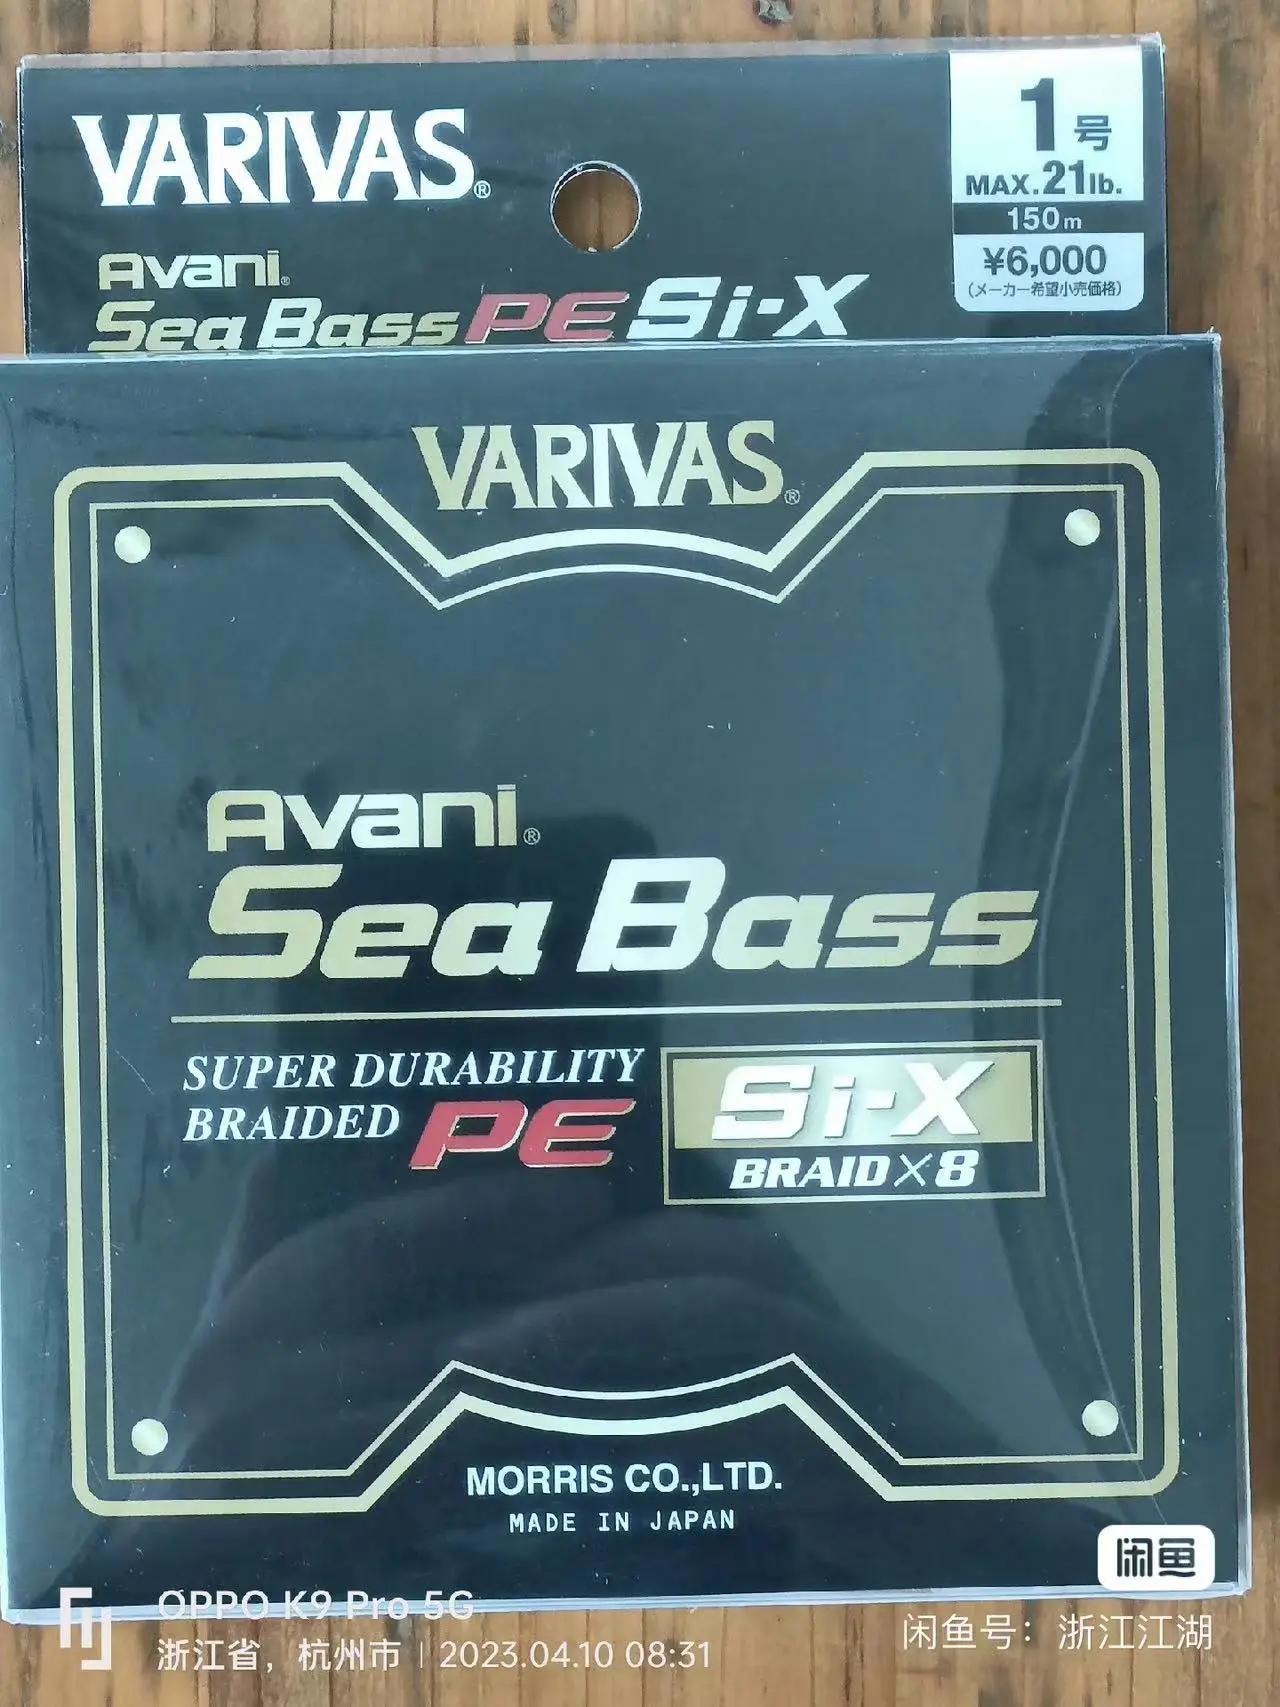 VARIVAS®
1号
MAX.21lb.
150m
¥6,000
(メーカー希望小売価格)
Avani®
Sea Bass PE Si-X
VARIVAS®
Avani®
Sea Bass
SUPER DURABILITY
BRAIDED PE
Si-X
BRAID×8
MORRIS CO.,LTD.
MADE IN JAPAN
闲鱼
OPPO K9 Pro 5G
浙江省，杭州市 | 2023.04.10 08:31
闲鱼号：浙江江湖